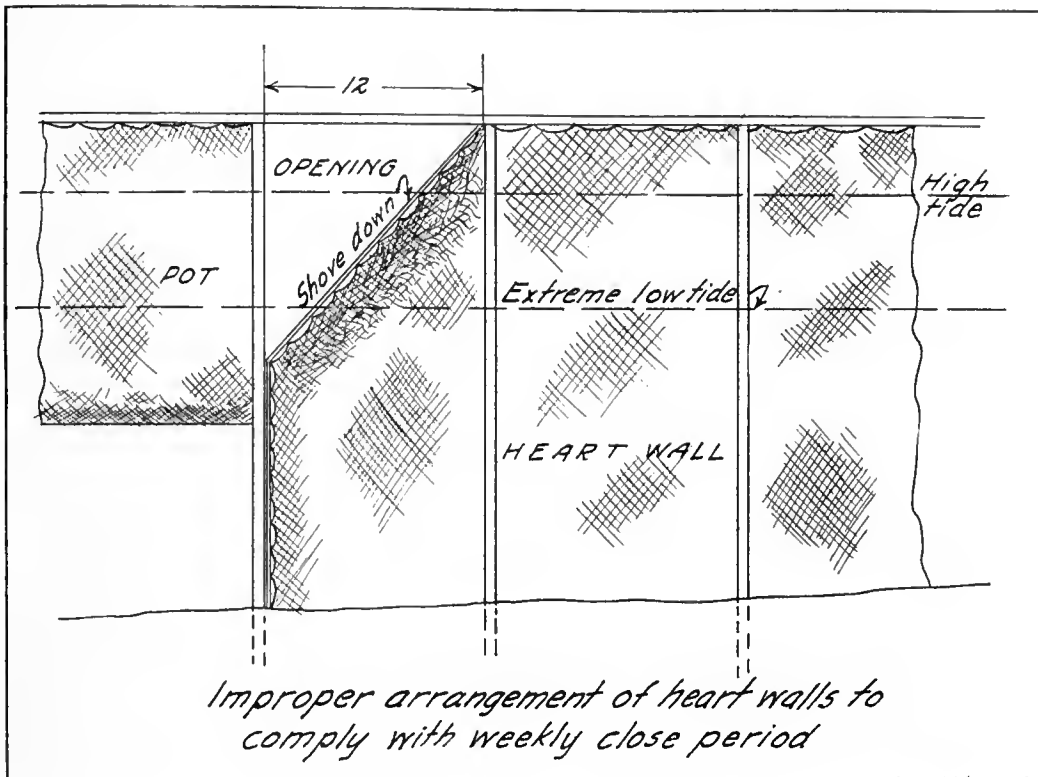 12
OPENING
High
tide
Shove down
POT
Extreme low tide
HEART WALL
Improper arrangement of heart walls to
comply with weekly close period